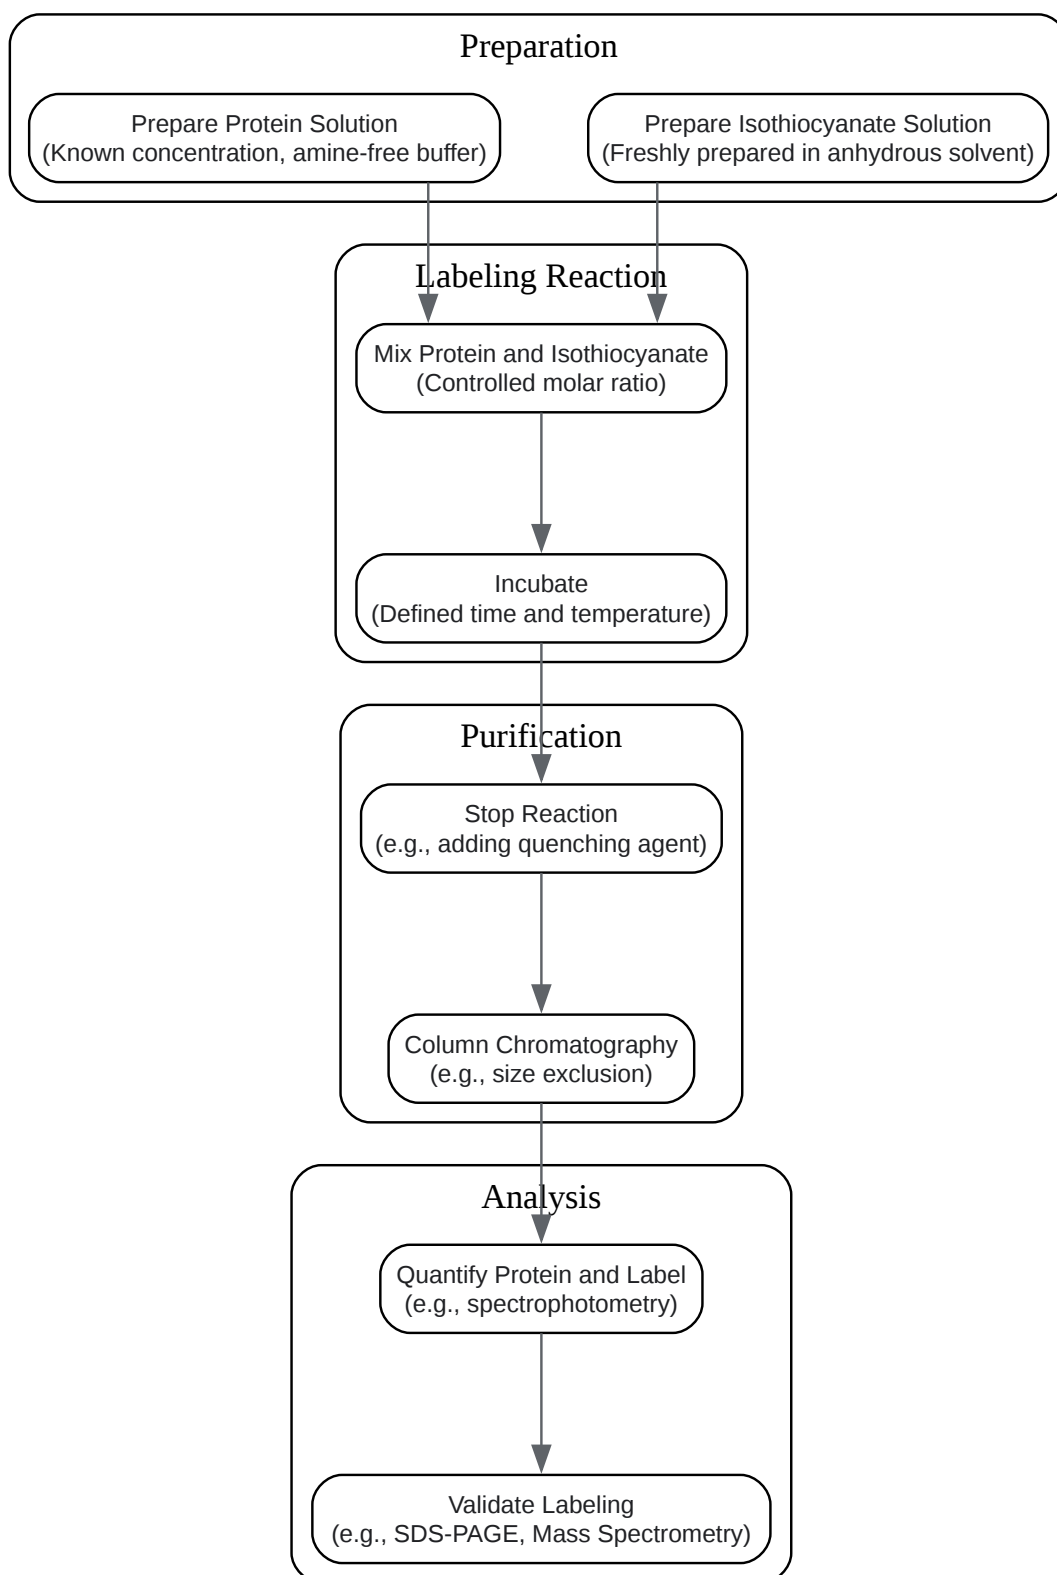 Preparation
Prepare Protein Solution
(Known concentration, amine-free buffer)
Prepare Isothiocyanate Solution
(Freshly prepared in anhydrous solvent)
Labeling Reaction
Mix Protein and Isothiocyanate
(Controlled molar ratio)
Incubate
(Defined time and temperature)
Purification
Stop Reaction
(e.g., adding quenching agent)
Column Chromatography
(e.g., size exclusion)
Analysis
Quantify Protein and Label
(e.g., spectrophotometry)
Validate Labeling
(e.g., SDS-PAGE, Mass Spectrometry)